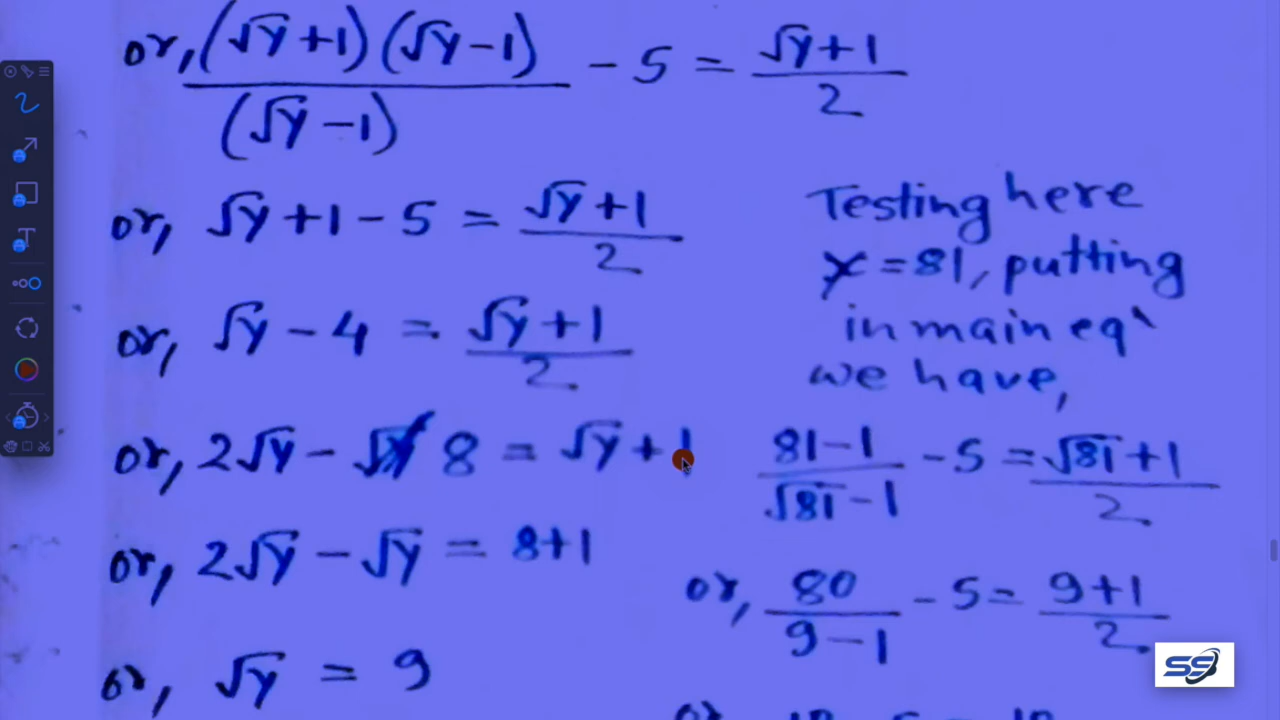 or, (√y+1)(√y-1)/(√y-1) - 5 = √y+1/2
or, √y+1-5 = √y+1/2
or, √y-4 = √y+1/2
or, 2√y - 8 = √y+1
or, 2√y - √y = 8+1
or, √y = 9
Testing here
y = 81, putting
in main eqn
we have,
81-1/√81-1 - 5 = √81+1/2
or, 80/9-1 - 5 = 9+1/2
SS